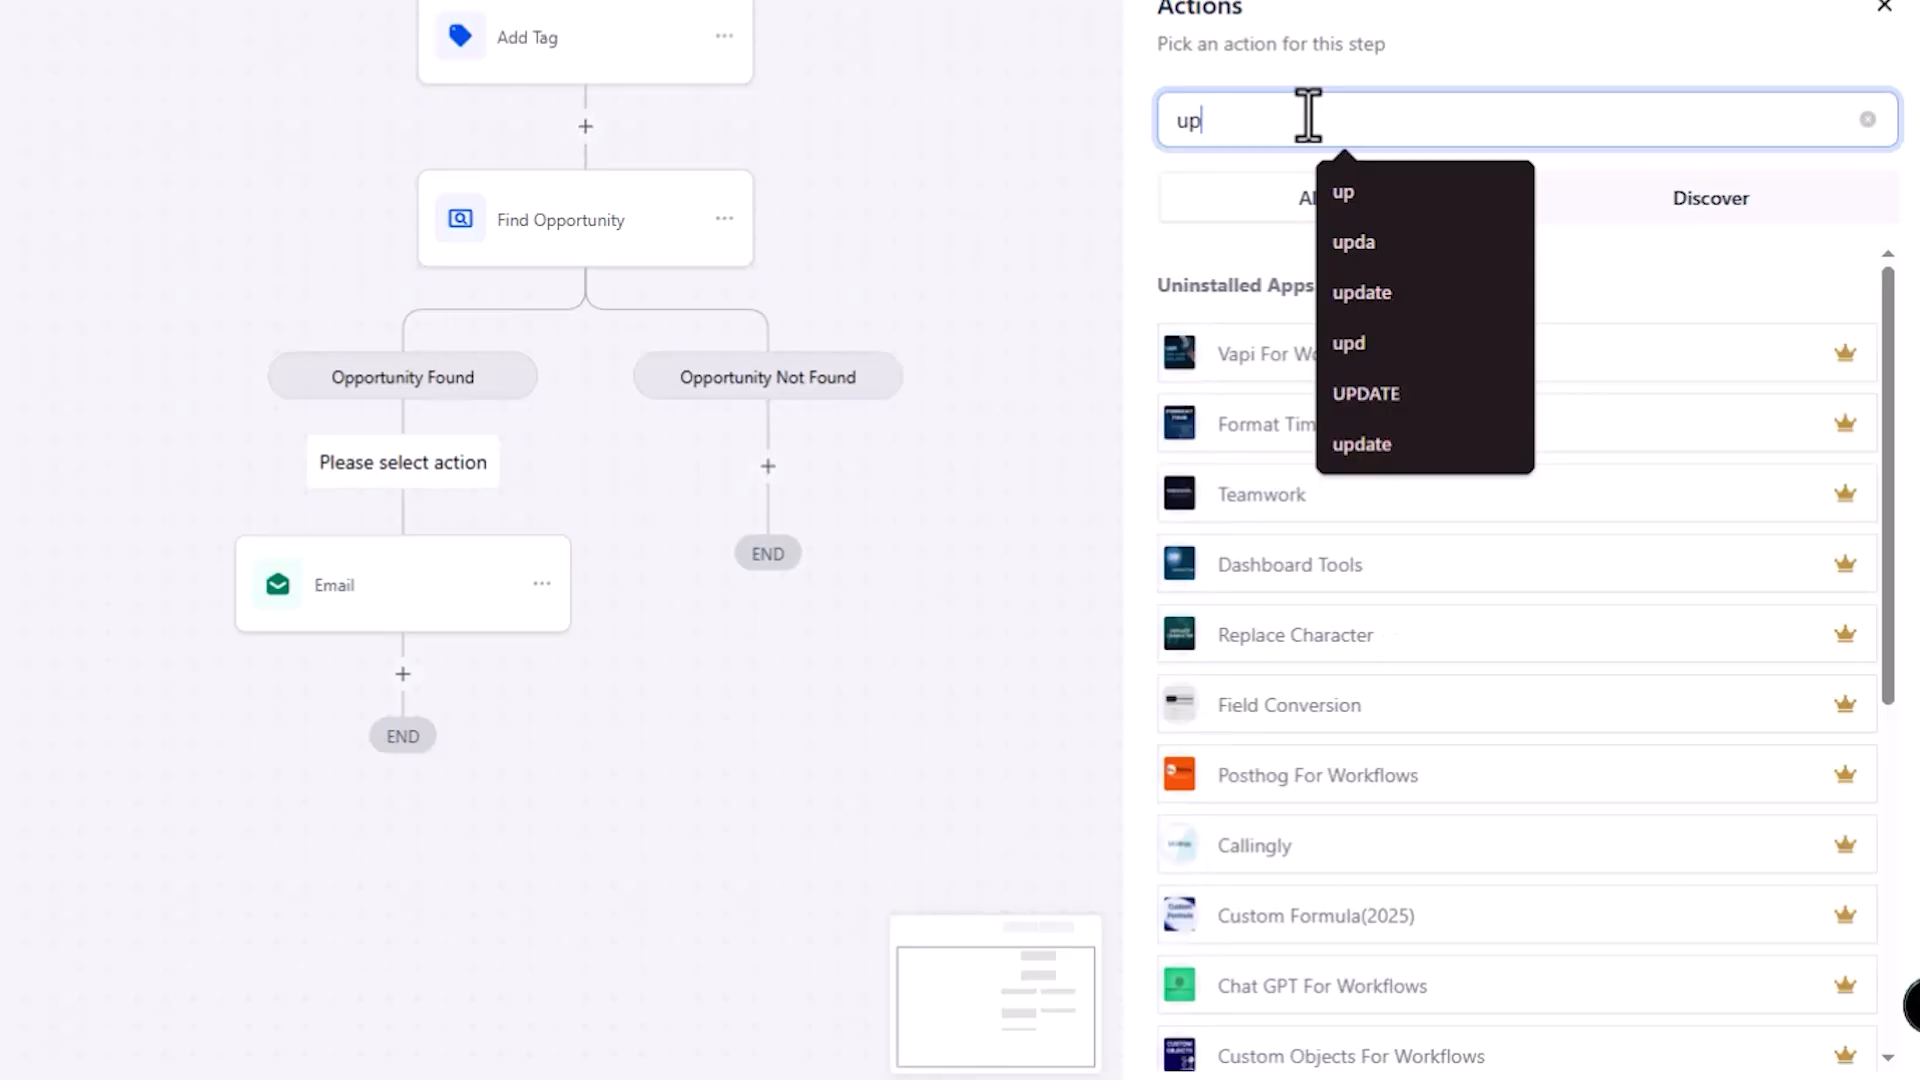 Add Tag
Find Opportunity
Opportunity Found
Opportunity Not Found
Please select action
Email
END
END
Actions
Pick an action for this step
up
up
upda
update
upd
UPDATE
update
Discover
Uninstalled Apps
Vapi For
Format
Teamwork
Dashboard Tools
Replace Character
Field Conversion
Posthog For Workflows
Callingly
Custom Formula(2025)
Chat GPT For Workflows
Custom Objects For Workflows